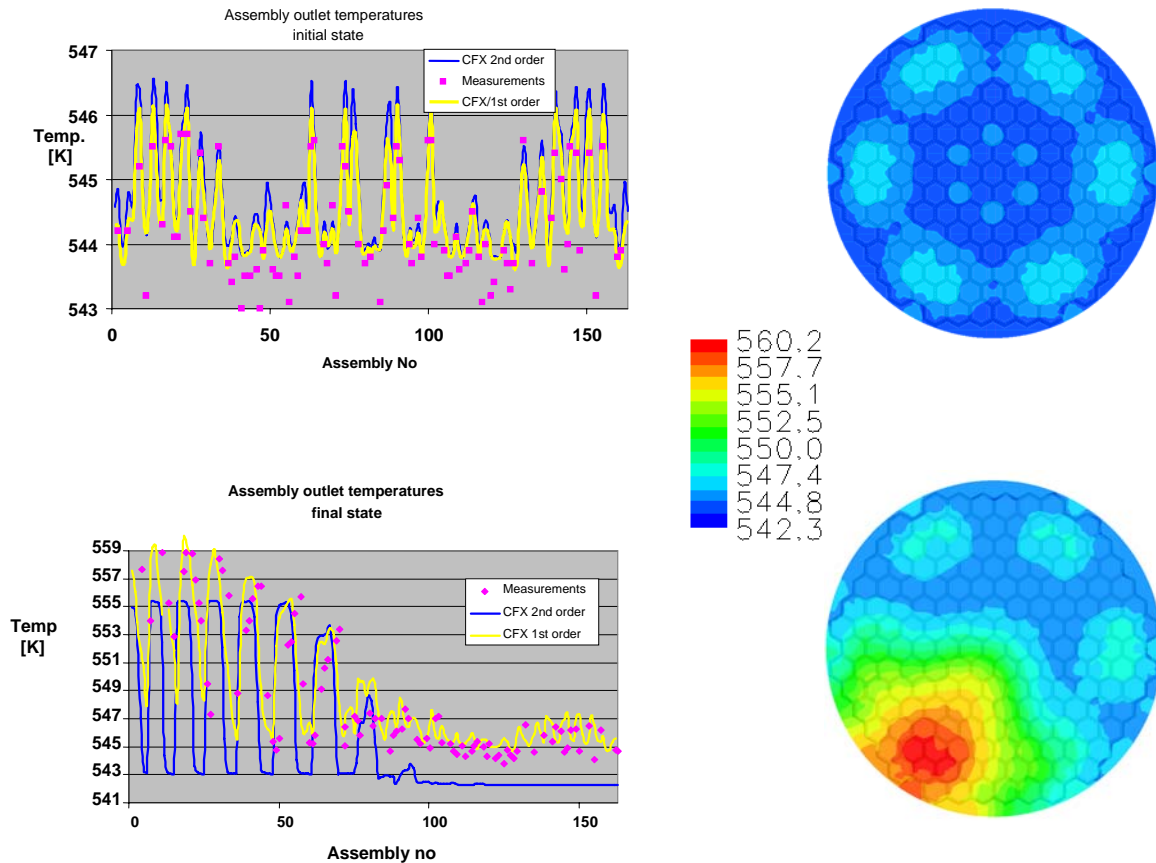 Assembly outlet temperatures
initial state
547
546
545
544
543
Temp.
[K]
CFX 2nd order
Measurements
CFX/1st order
0
50
100
150
Assembly No
560.2
557.7
555.1
552.5
550.0
547.4
544.8
542.3
Assembly outlet temperatures
final state
559
557
555
553
551
549
547
545
543
541
Temp
[K]
Measurements
CFX 2nd order
CFX 1st order
0
50
100
150
Assembly no